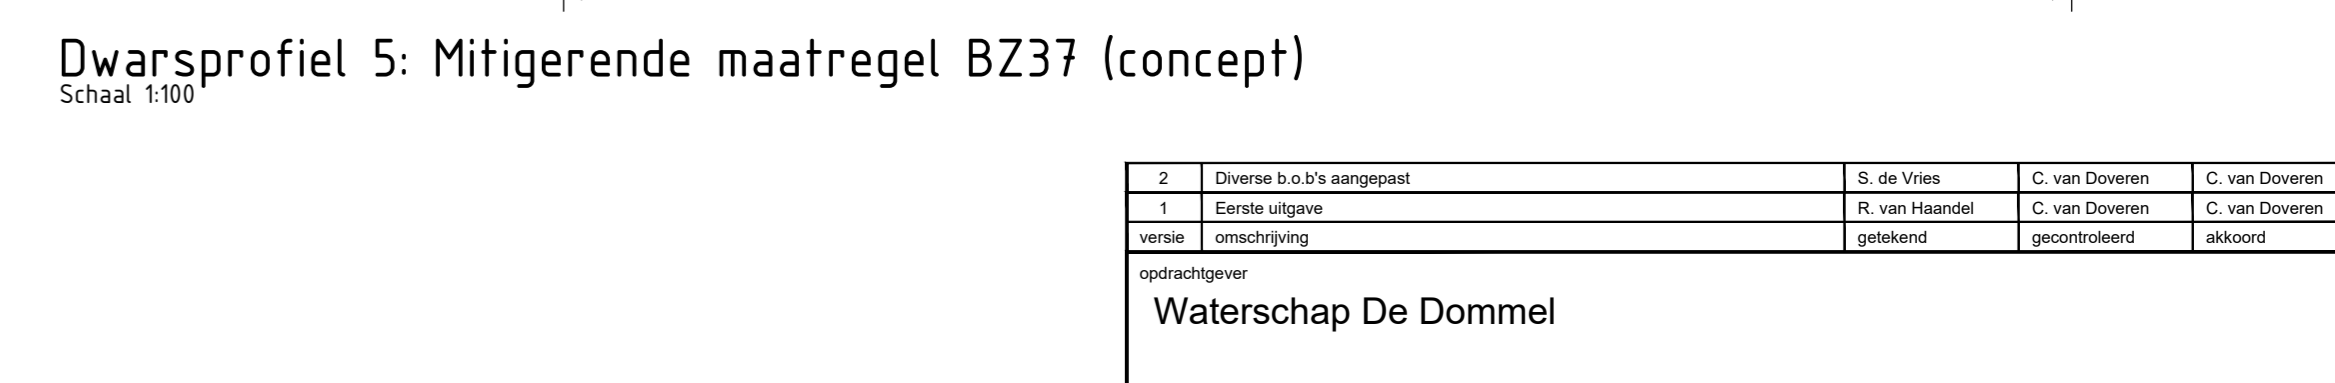 Dwarsprofiel 5: Mitigerende maatregel BZ37 (concept)
Schaal 1:100
2 Diverse b.o.b's aangepast S. de Vries C. van Doveren C. van Doveren
1 Eerste uitgave R. van Haandel C. van Doveren C. van Doveren
versie omschrijving getekend gecontroleerd akkoord
opdrachtgever
Waterschap De Dommel